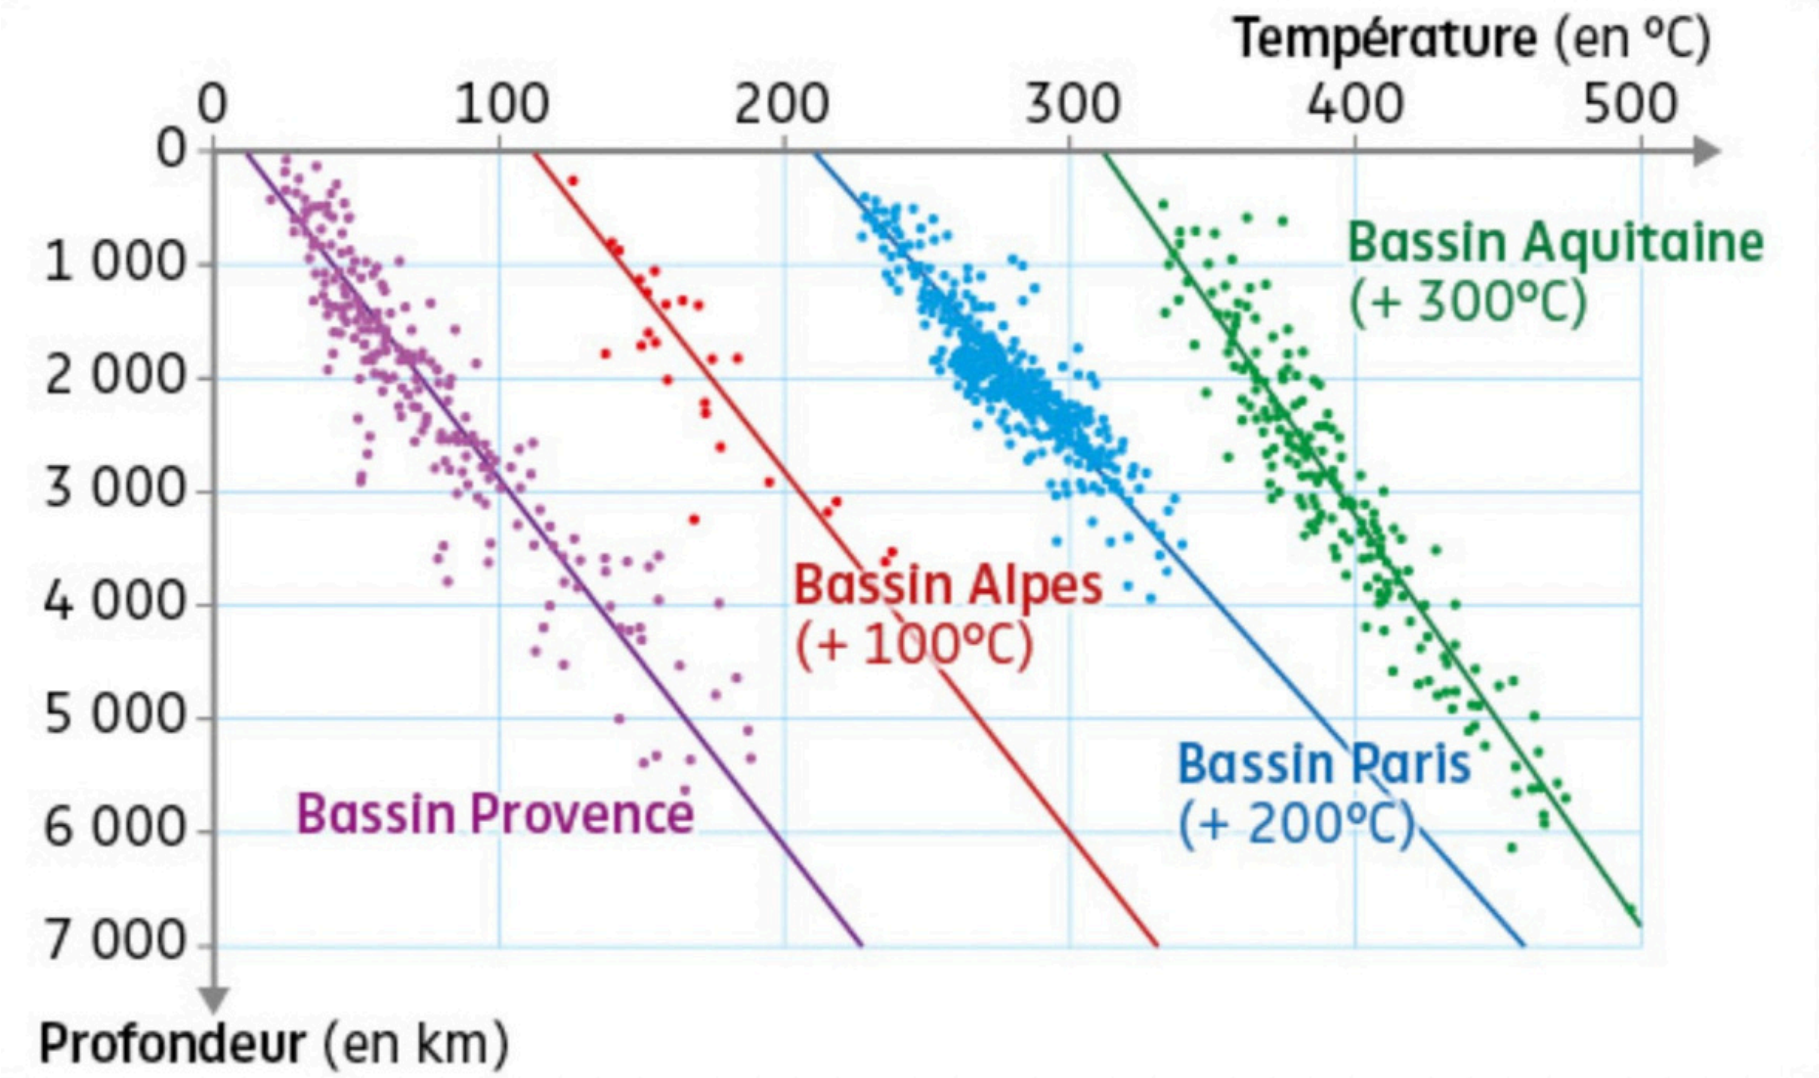 Température (en °C)
0 100 200 300 400 500
0
1 000
2 000
3 000
4 000
5 000
6 000
7 000
Bassin Aquitaine
(+ 300°C)
Bassin Alpes
(+ 100°C)
Bassin Paris
(+ 200°C)
Bassin Provence
Profondeur (en km)